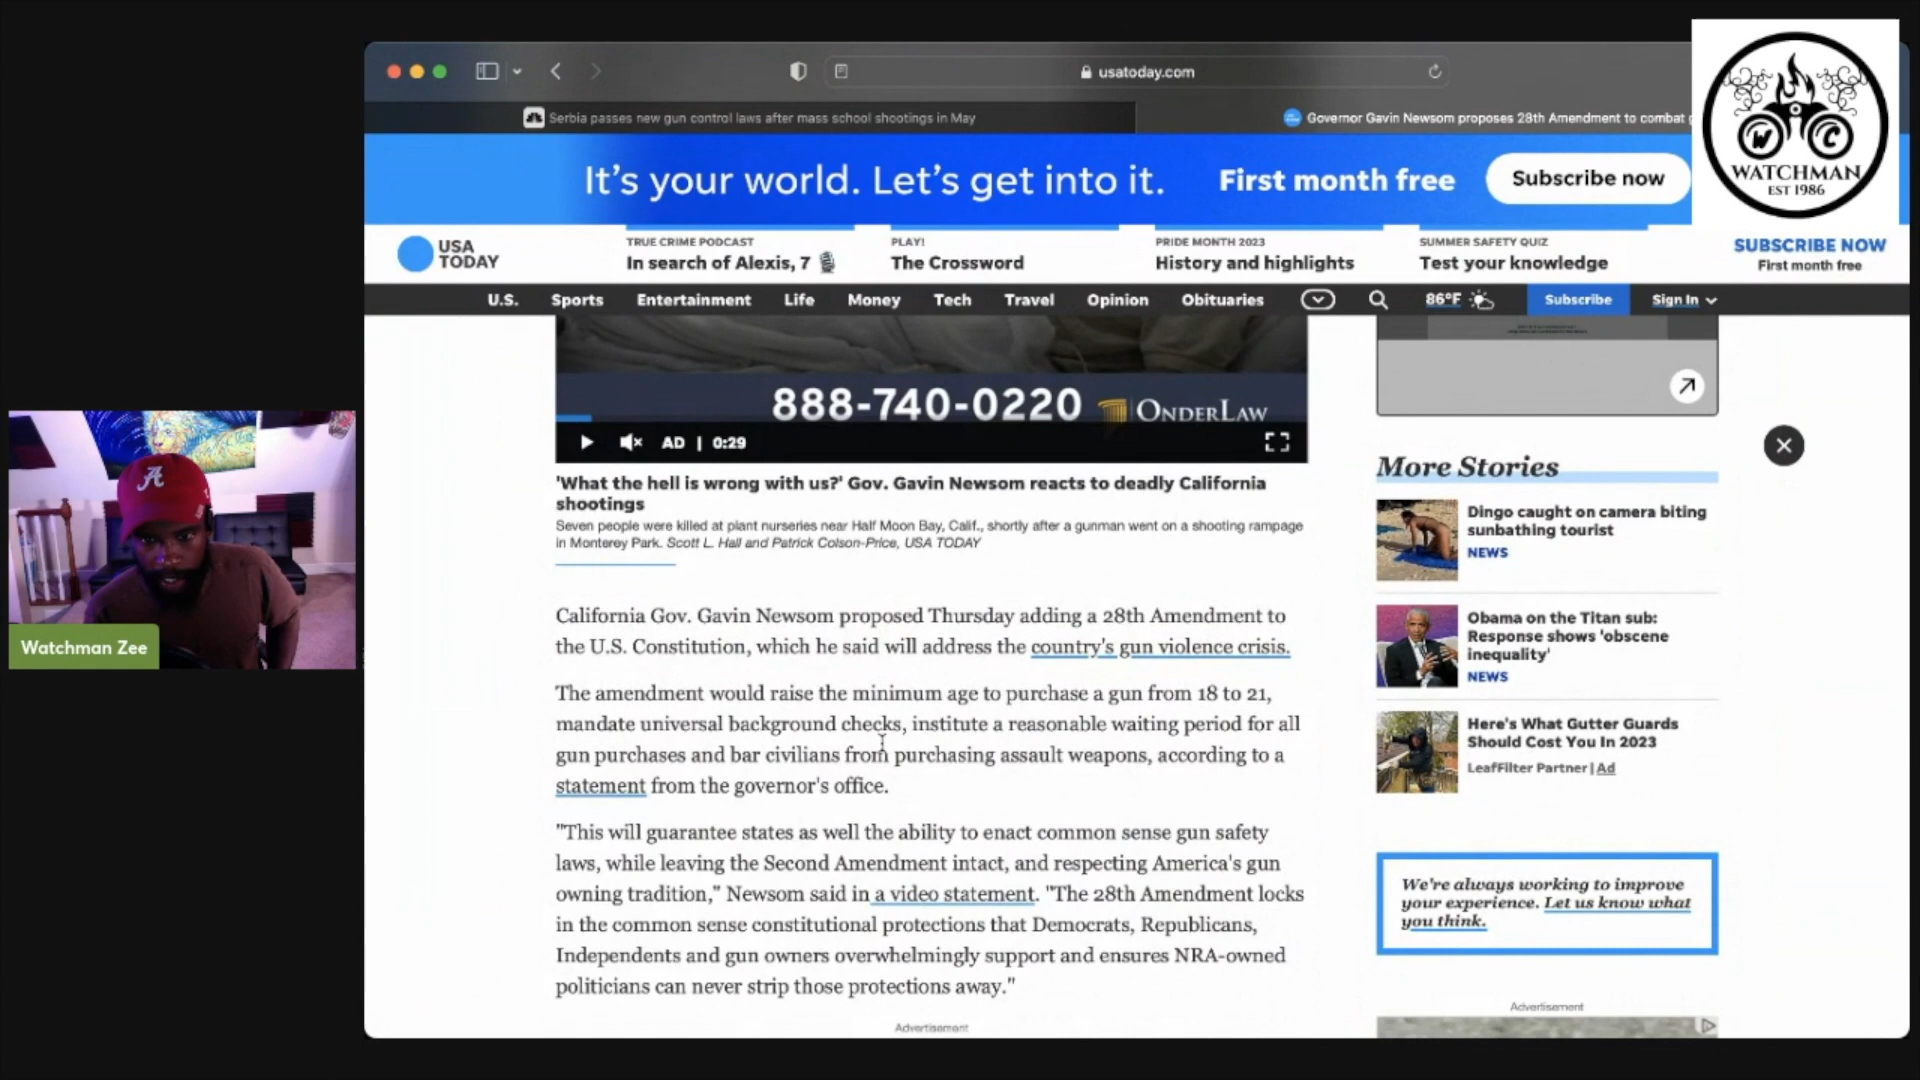 usatoday.com
Serbia passes new gun control laws after mass school shootings in May
Governor Gavin Newsom proposes 28th Amendment to combat
WC
WATCHMAN
EST 1986
It's your world. Let's get into it.
First month free
Subscribe now
USA
TODAY
TRUE CRIME PODCAST
In search of Alexis, 7
PLAY!
The Crossword
PRIDE MONTH 2023
History and highlights
SUMMER SAFETY QUIZ
Test your knowledge
SUBSCRIBE NOW
First month free
U.S. Sports Entertainment Life Money Tech Travel Opinion Obituaries 86°F Subscribe Sign In
888-740-0220 ONDERLAW
AD | 0:29
'What the hell is wrong with us?' Gov. Gavin Newsom reacts to deadly California
shootings
Seven people were killed at plant nurseries near Half Moon Bay, Calif., shortly after a gunman went on a shooting rampage
in Monterey Park. Scott L. Hall and Patrick Colson-Price, USA TODAY
California Gov. Gavin Newsom proposed Thursday adding a 28th Amendment to
the U.S. Constitution, which he said will address the country's gun violence crisis.
The amendment would raise the minimum age to purchase a gun from 18 to 21,
mandate universal background checks, institute a reasonable waiting period for all
gun purchases and bar civilians from purchasing assault weapons, according to a
statement from the governor's office.
"This will guarantee states as well the ability to enact common sense gun safety
laws, while leaving the Second Amendment intact, and respecting America's gun
owning tradition," Newsom said in a video statement. "The 28th Amendment locks
in the common sense constitutional protections that Democrats, Republicans,
Independents and gun owners overwhelmingly support and ensures NRA-owned
politicians can never strip those protections away."
Advertisement
More Stories
Dingo caught on camera biting
sunbathing tourist
NEWS
Obama on the Titan sub:
Response shows 'obscene
inequality'
NEWS
Here's What Gutter Guards
Should Cost You In 2023
LeafFilter Partner | Ad
We're always working to improve
your experience. Let us know what
you think.
Advertisement
A
Watchman Zee